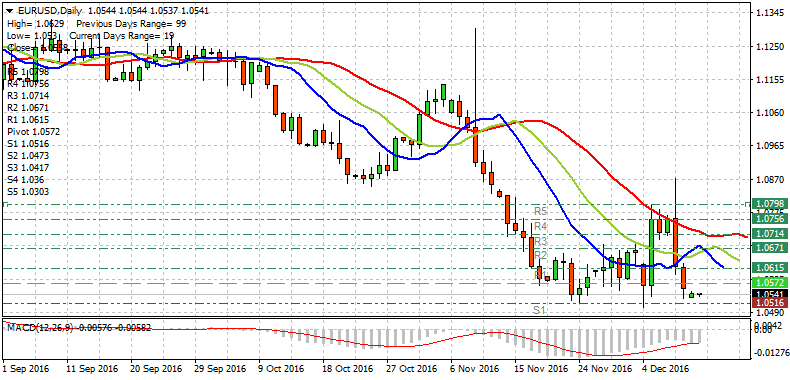 EURUSD,Daily 1.0544 1.0544 1.0537 1.0541
High= 1.0629 Previous Days Range= 99
Low= 1.053 Current Days Range= 19
Close=
R5 1.0798
R4 1.0756
R3 1.0714
R2 1.0671
R1 1.0615
Pivot 1.0572
S1 1.0516
S2 1.0473
S3 1.0417
S4 1.036
S5 1.0303
R5
R4
R3
R2
S1
1.1345
1.1250
1.1155
1.1060
1.0965
1.0870
1.0798
1.0756
1.0714
1.0671
1.0615
1.0572
1.0541
1.0516
1.0490
MACD(12,26,9) -0.00576 -0.00582
0.0042
0.00
-0.01276
1 Sep 2016
11 Sep 2016
20 Sep 2016
29 Sep 2016
9 Oct 2016
18 Oct 2016
27 Oct 2016
6 Nov 2016
15 Nov 2016
24 Nov 2016
4 Dec 2016